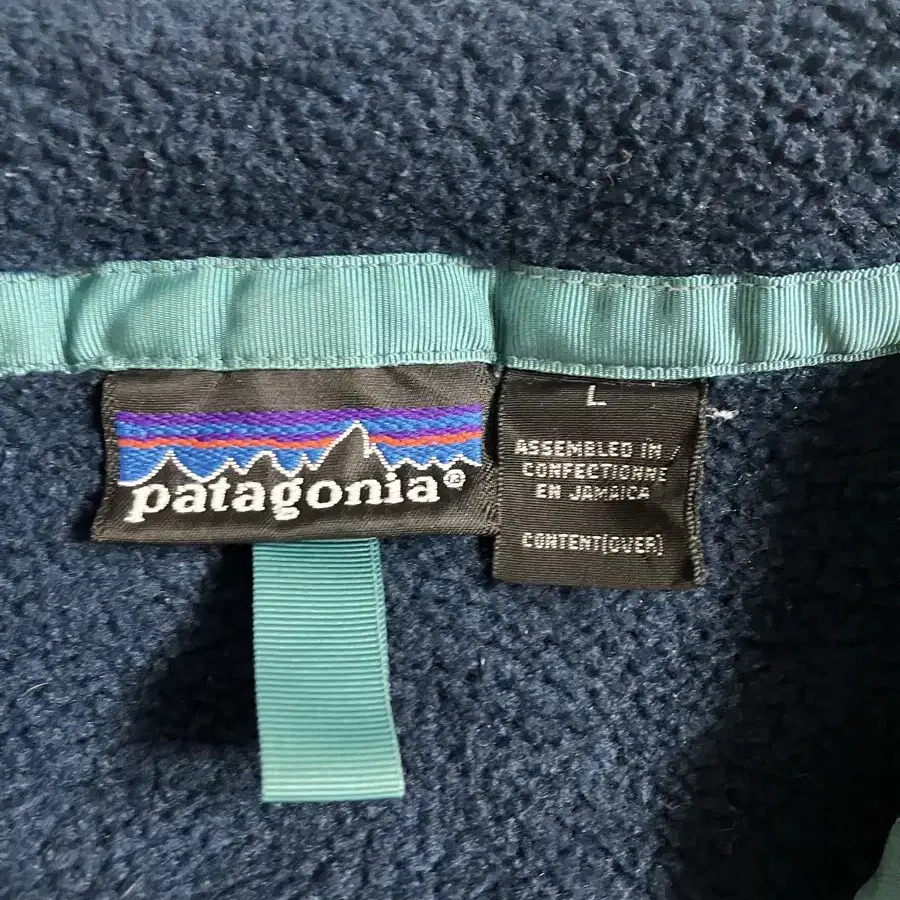 patagonia®
L
ASSEMBLED IN
CONFECTIONNE
EN JAMAICA
CONTENT(OVER)